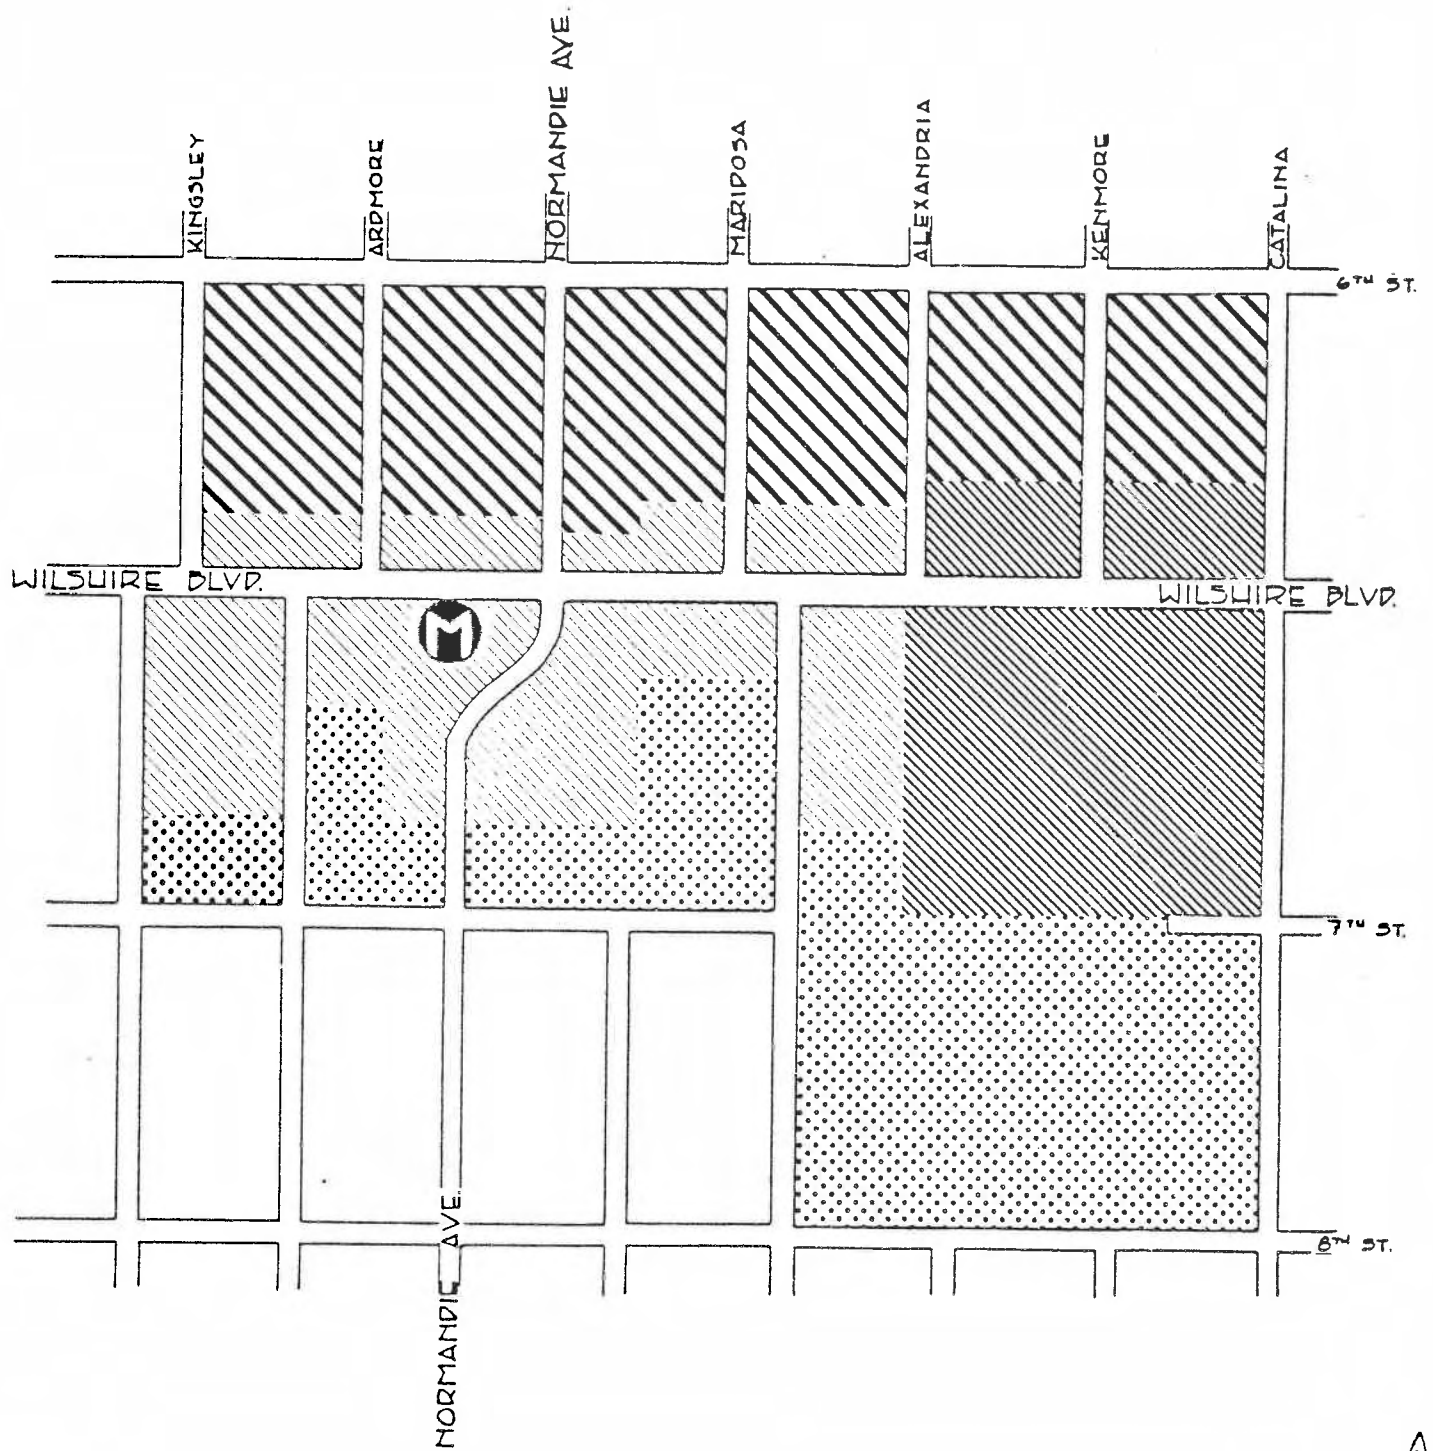 KINGSLEY
ARDMORE
NORMANDIE AVE.
MARIDOSA
ALEXANDRIA
KENMORE
CATALINA
6TH ST.
WILSHIRE BLVD.
WILSHIRE BLVD.
M
7TH ST.
8TH ST.
NORMANDIE AVE
A